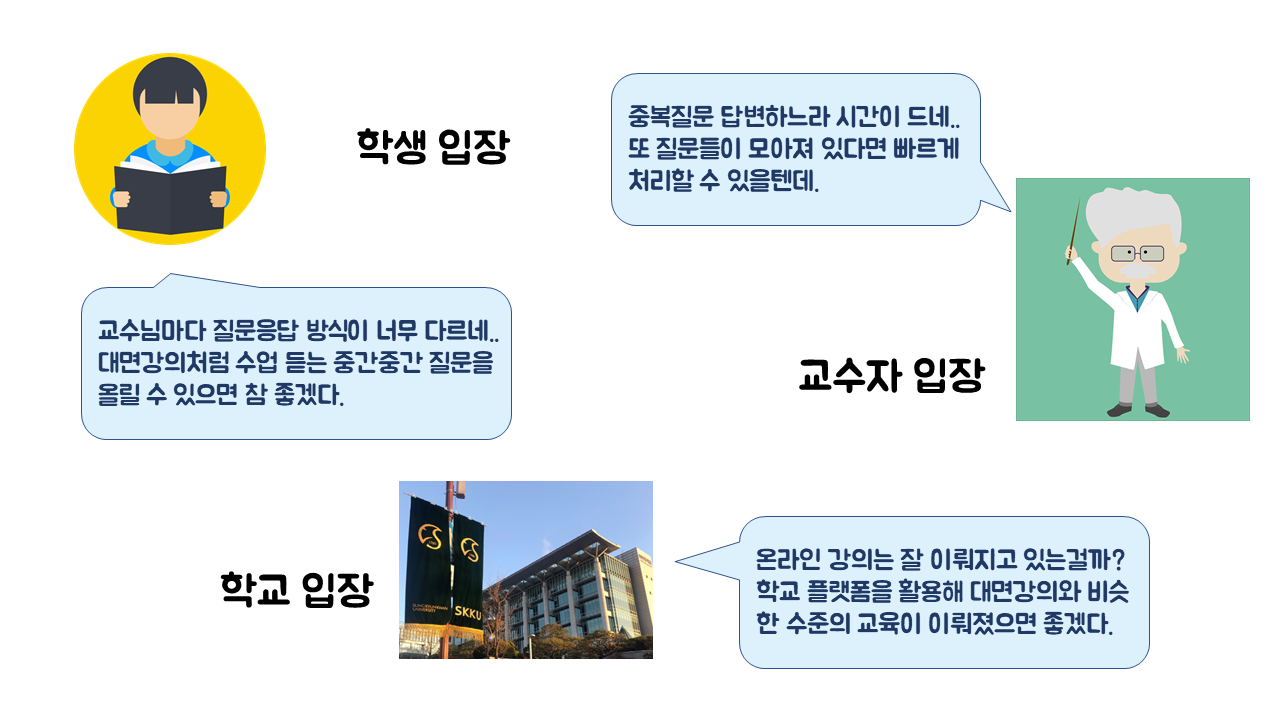 학생 입장
중복질문 답변하느라 시간이 드네..
또 질문들이 모아져 있다면 빠르게
처리할 수 있을텐데.
교수님마다 질문응답 방식이 너무 다르네..
대면강의처럼 수업 듣는 중간중간 질문을
올릴 수 있으면 참 좋겠다.
교수자 입장
학교 입장
SUNGKYUNKWAN
UNIVERSITY
SKKU
온라인 강의는 잘 이뤄지고 있는걸까?
학교 플랫폼을 활용해 대면강의와 비슷
한 수준의 교육이 이뤄졌으면 좋겠다.